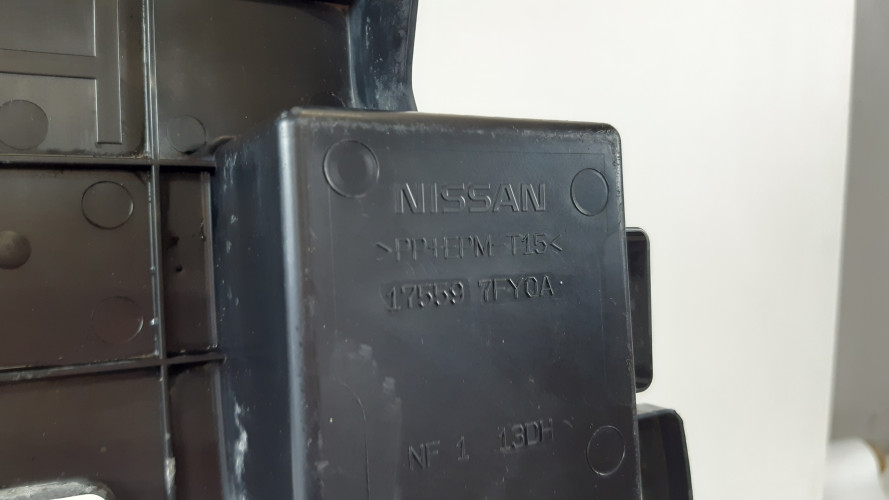 NISSAN
>PP+EPM-T15<
17559 7FY0A
NF 1 13DH